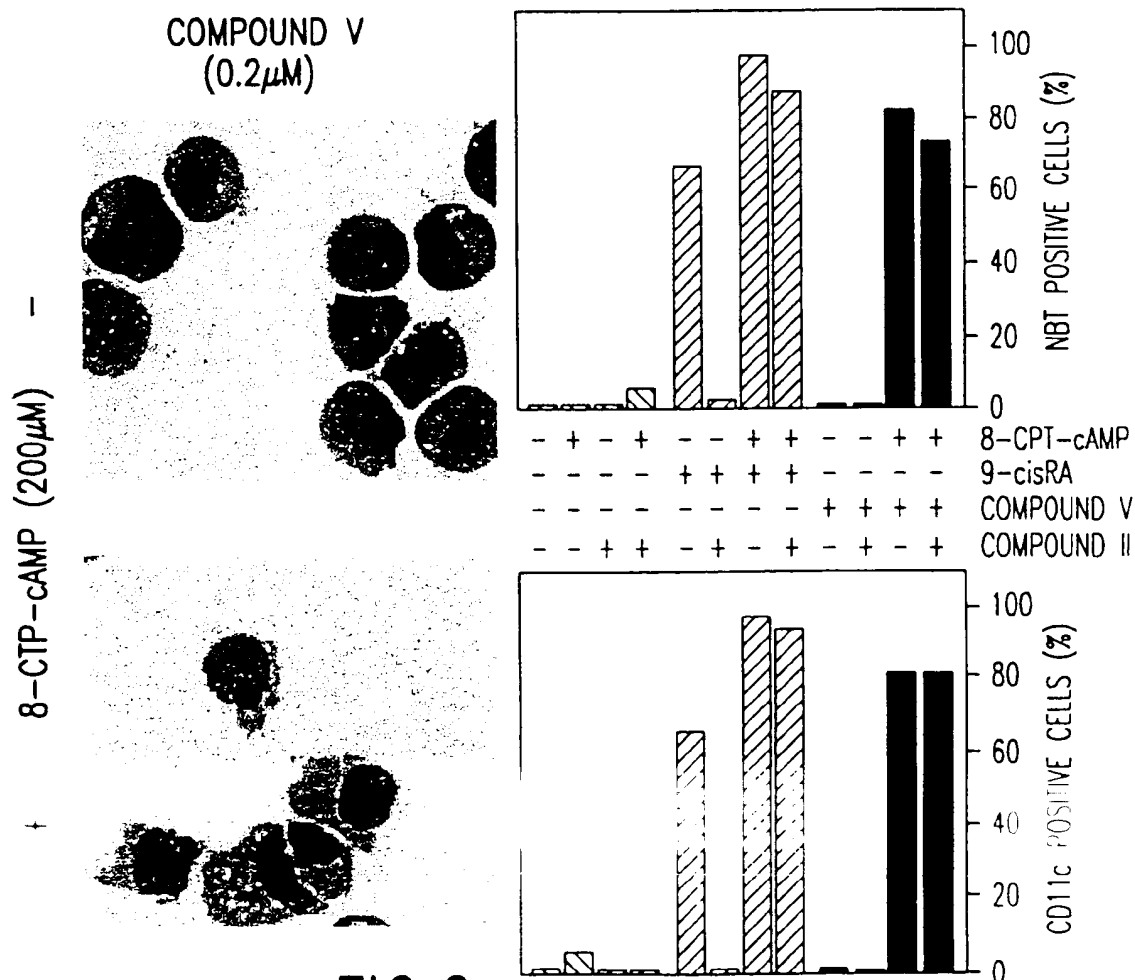 COMPOUND V
(0.2μM)
8-CTP-cAMP (200μM)
−
+
100
80
60
40
20
0
NBT POSITIVE CELLS (%)
− + − + − − + + − − + + 8-CPT-cAMP
− − − − + + + + − − − − 9-cisRA
− − − − − − − − + + + + COMPOUND V
− − + + − + − + − + − + COMPOUND II
100
80
60
40
20
0
CD11c POSITIVE CELLS (%)